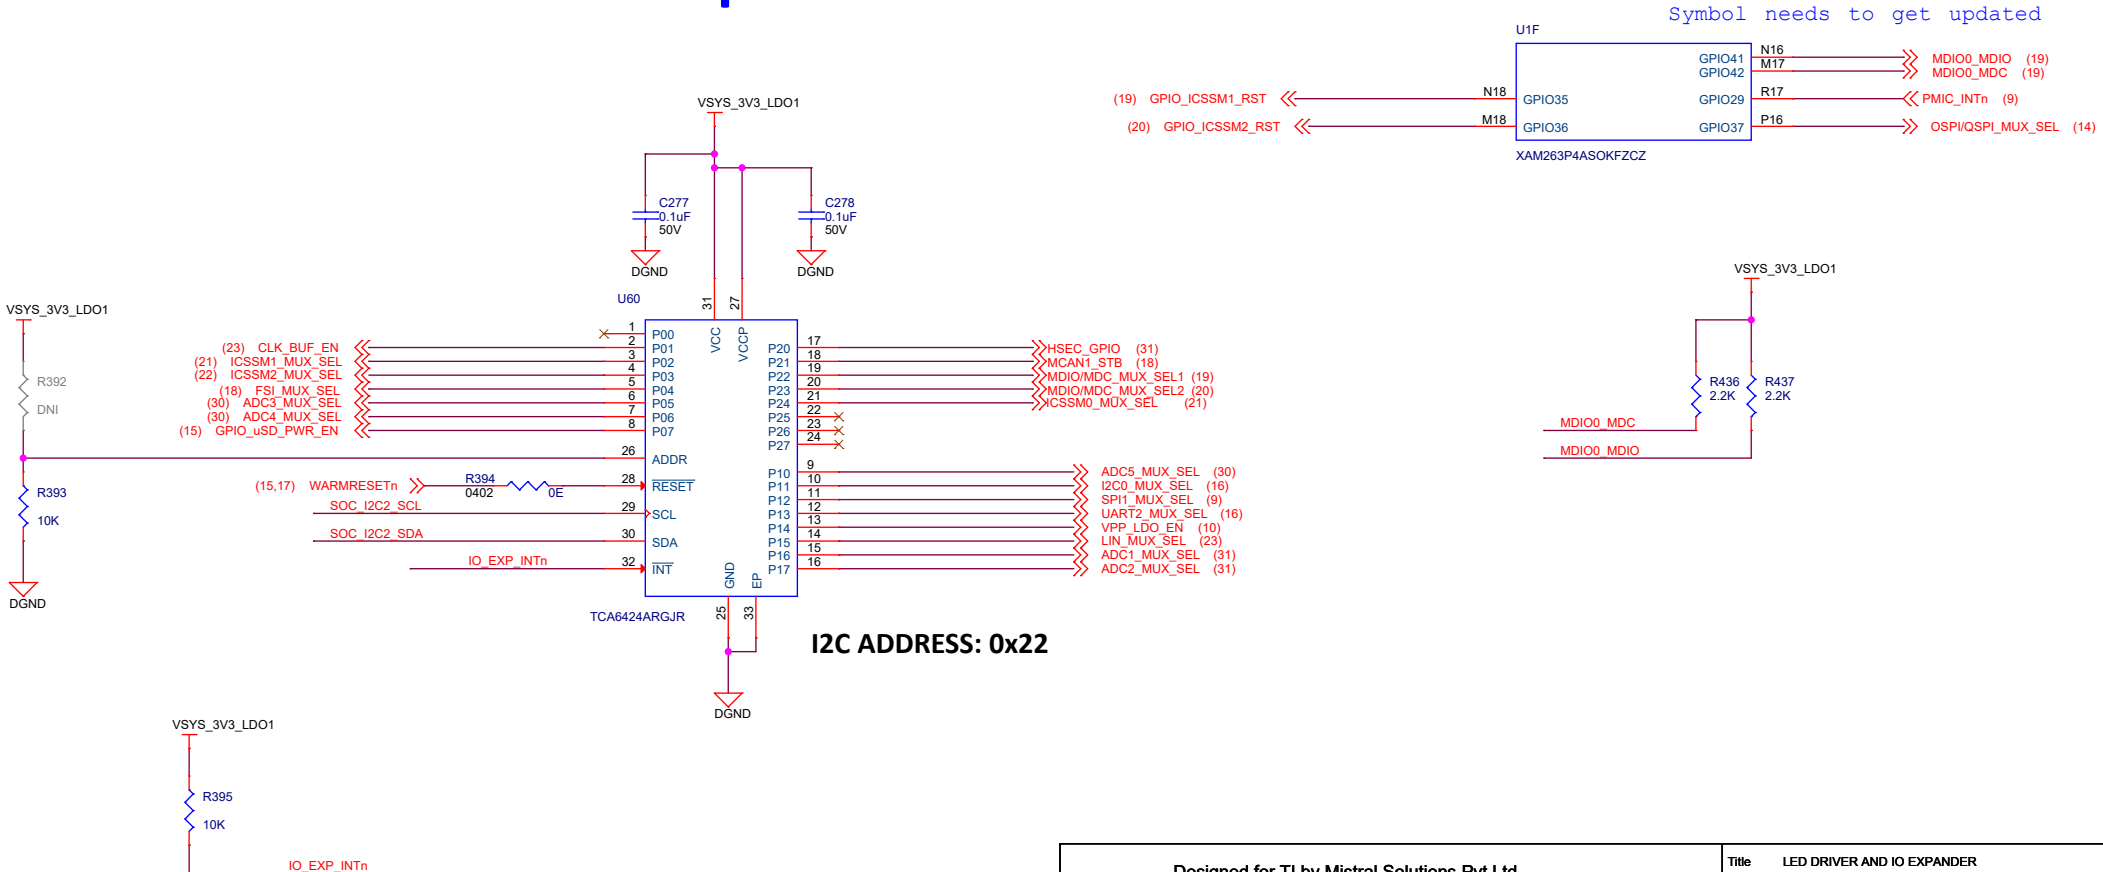 Symbol needs to get updated
U1F
GPIO41 N16 MDIO0_MDIO (19)
GPIO42 M17 MDIO0_MDC (19)
(19) GPIO_ICSSM1_RST N18 GPIO35 GPIO29 R17 PMIC_INTn (9)
(20) GPIO_ICSSM2_RST M18 GPIO36 GPIO37 P16 OSPI/QSPI_MUX_SEL (14)
XAM263P4ASOKFZCZ
VSYS_3V3_LDO1
C277
0.1uF
50V
DGND
C278
0.1uF
50V
DGND
VSYS_3V3_LDO1
R392
DNI
R393
10K
DGND
U60
31 VCC
27 VCCP
1 P00
(23) CLK_BUF_EN 2 P01
(21) ICSSM1_MUX_SEL 3 P02
(22) ICSSM2_MUX_SEL 4 P03
(18) FSI_MUX_SEL 5 P04
(30) ADC3_MUX_SEL 6 P05
(30) ADC4_MUX_SEL 7 P06
(15) GPIO_uSD_PWR_EN 8 P07
26 ADDR
(15,17) WARMRESETn R394 0402 0E 28 RESET
SOC_I2C2_SCL 29 SCL
SOC_I2C2_SDA 30 SDA
IO_EXP_INTn 32 INT
P20 17 HSEC_GPIO (31)
P21 18 MCAN1_STB (18)
P22 19 MDIO/MDC_MUX_SEL1 (19)
P23 20 MDIO/MDC_MUX_SEL2 (20)
P24 21 ICSSM0_MUX_SEL (21)
P25 22
P26 23
P27 24
P10 9 ADC5_MUX_SEL (30)
P11 10 I2C0_MUX_SEL (16)
P12 11 SPI1_MUX_SEL (9)
P13 12 UART2_MUX_SEL (16)
P14 13 VPP_LDO_EN (10)
P15 14 LIN_MUX_SEL (23)
P16 15 ADC1_MUX_SEL (31)
P17 16 ADC2_MUX_SEL (31)
GND 25
EP 33
TCA6424ARGJR
I2C ADDRESS: 0x22
DGND
VSYS_3V3_LDO1
R436
2.2K
R437
2.2K
MDIO0_MDC
MDIO0_MDIO
VSYS_3V3_LDO1
R395
10K
IO_EXP_INTn
Designed for TI by Mistral Solutions Pvt Ltd
Title LED DRIVER AND IO EXPANDER